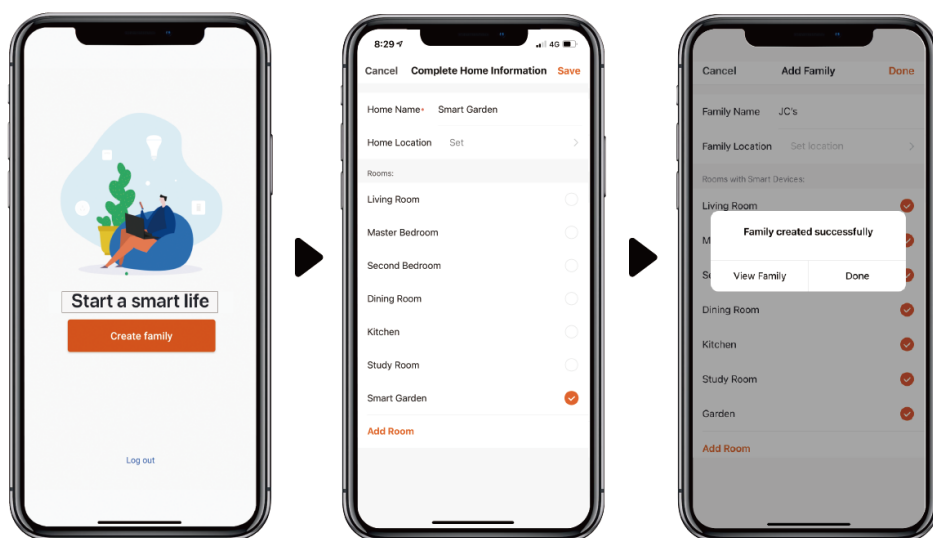 Start a smart life
Create family
Log out
8:29
4G
Cancel Complete Home Information Save
Home Name* Smart Garden
Home Location Set
Rooms:
Living Room
Master Bedroom
Second Bedroom
Dining Room
Kitchen
Study Room
Smart Garden
Add Room
Cancel Add Family Done
Family Name JC's
Family Location Set location
Rooms with Smart Devices:
Living Room
Family created successfully
M
View Family Done
Se
Dining Room
Kitchen
Study Room
Garden
Add Room